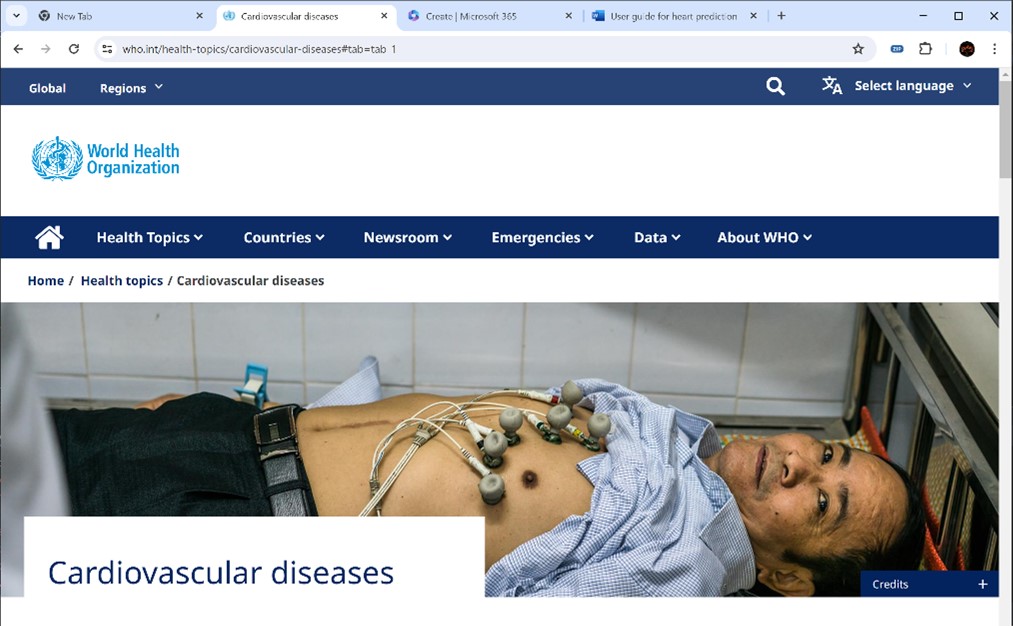 New Tab
Cardiovascular diseases
Create | Microsoft 365
User guide for heart prediction
who.int/health-topics/cardiovascular-diseases#tab=tab_1
ZIP
Global
Regions
Select language
World Health
Organization
Health Topics
Countries
Newsroom
Emergencies
Data
About WHO
Home / Health topics / Cardiovascular diseases
Cardiovascular diseases
Credits +